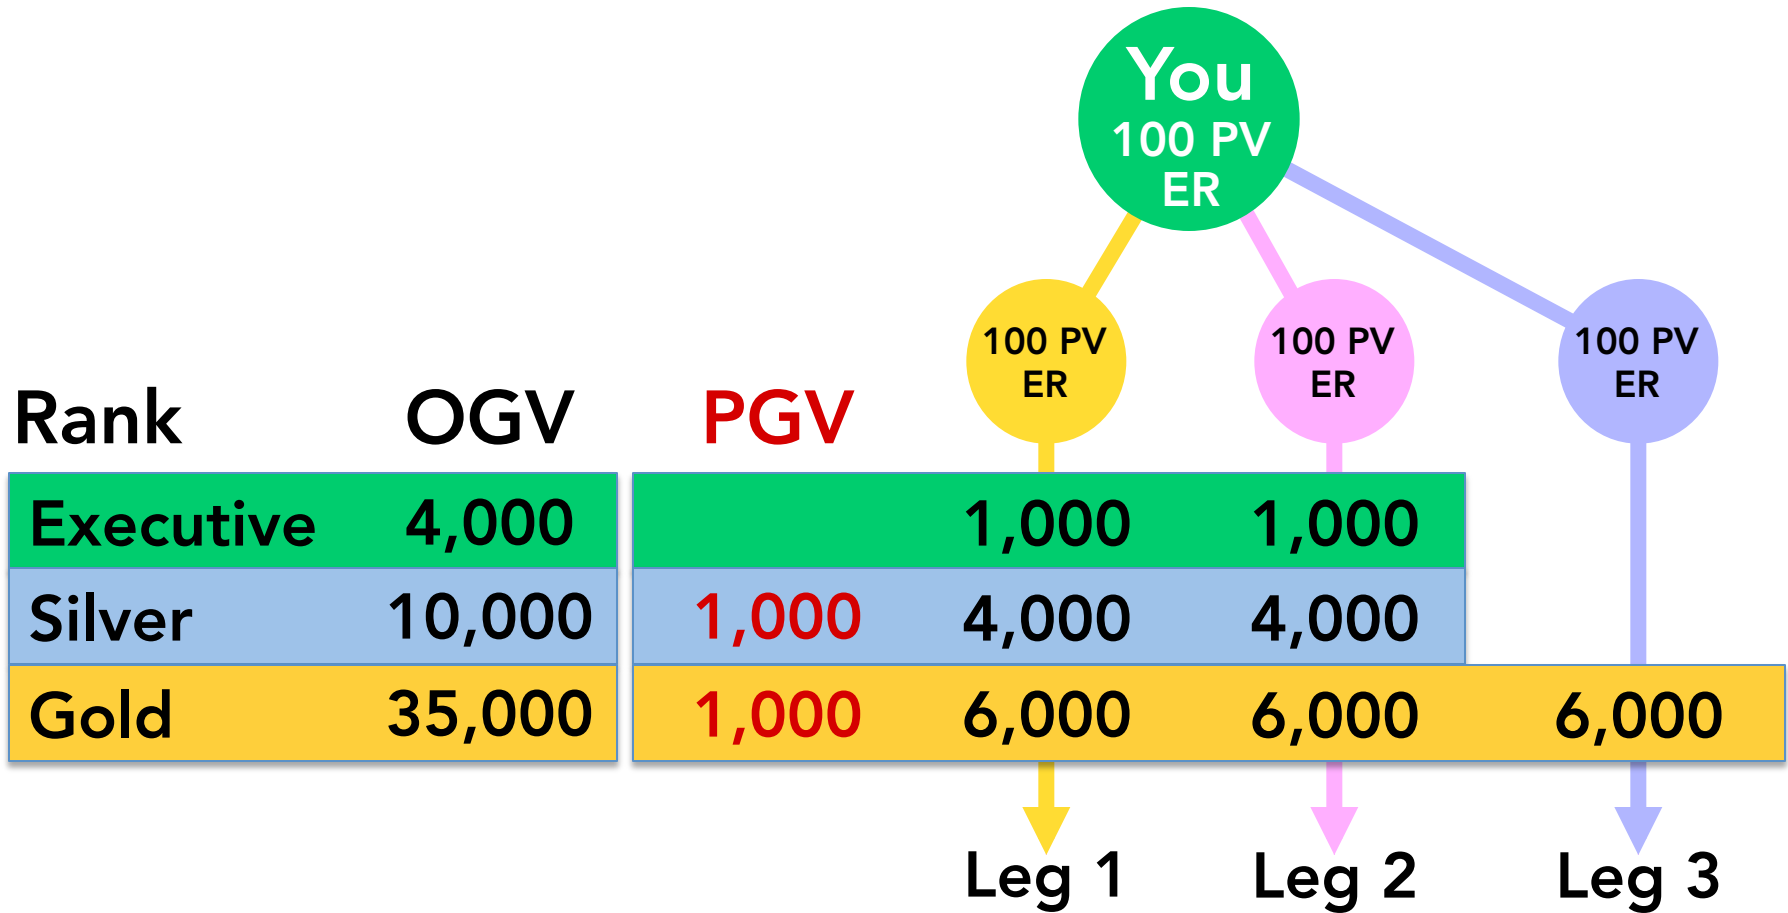 You
100 PV
ER
100 PV
ER
100 PV
ER
100 PV
ER
Rank OGV PGV
Executive 4,000 1,000 1,000
Silver 10,000 1,000 4,000 4,000
Gold 35,000 1,000 6,000 6,000 6,000
Leg 1 Leg 2 Leg 3